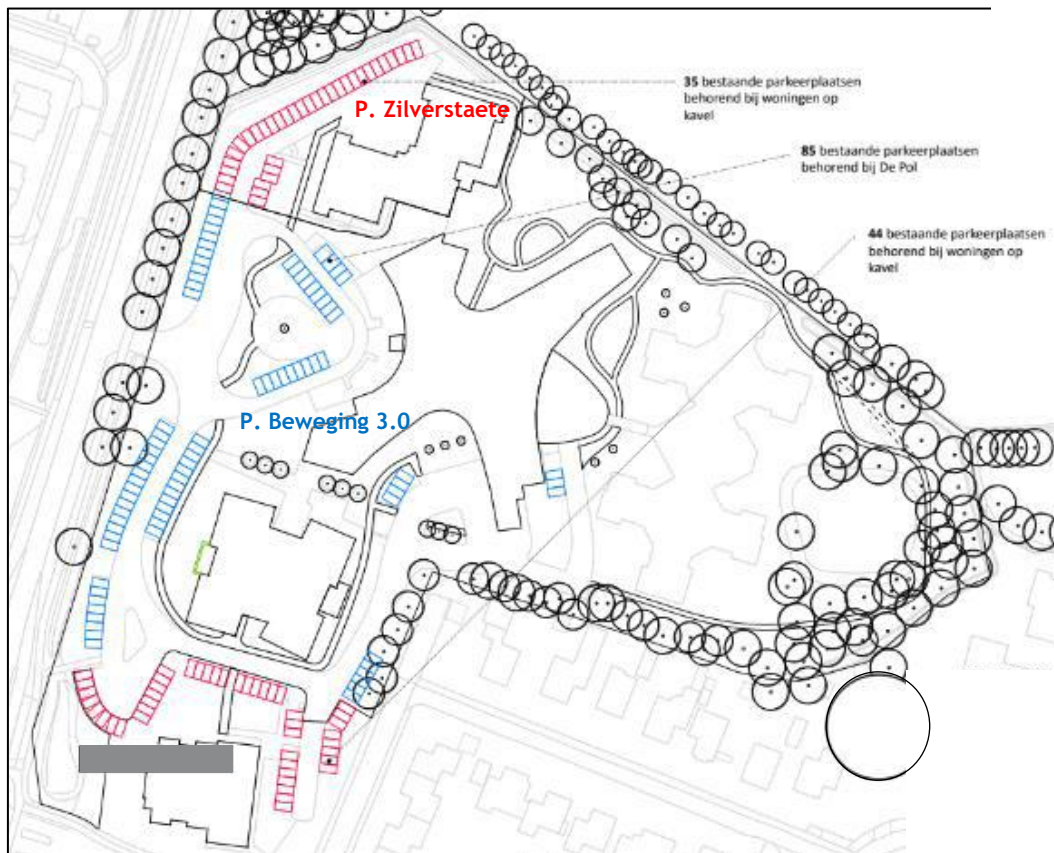 35 bestaande parkeerplaatsen
behorend bij woningen op
kavel
P. Zilverstaete
85 bestaande parkeerplaatsen
behorend bij De Pol
44 bestaande parkeerplaatsen
behorend bij woningen op
kavel
P. Beweging 3.0